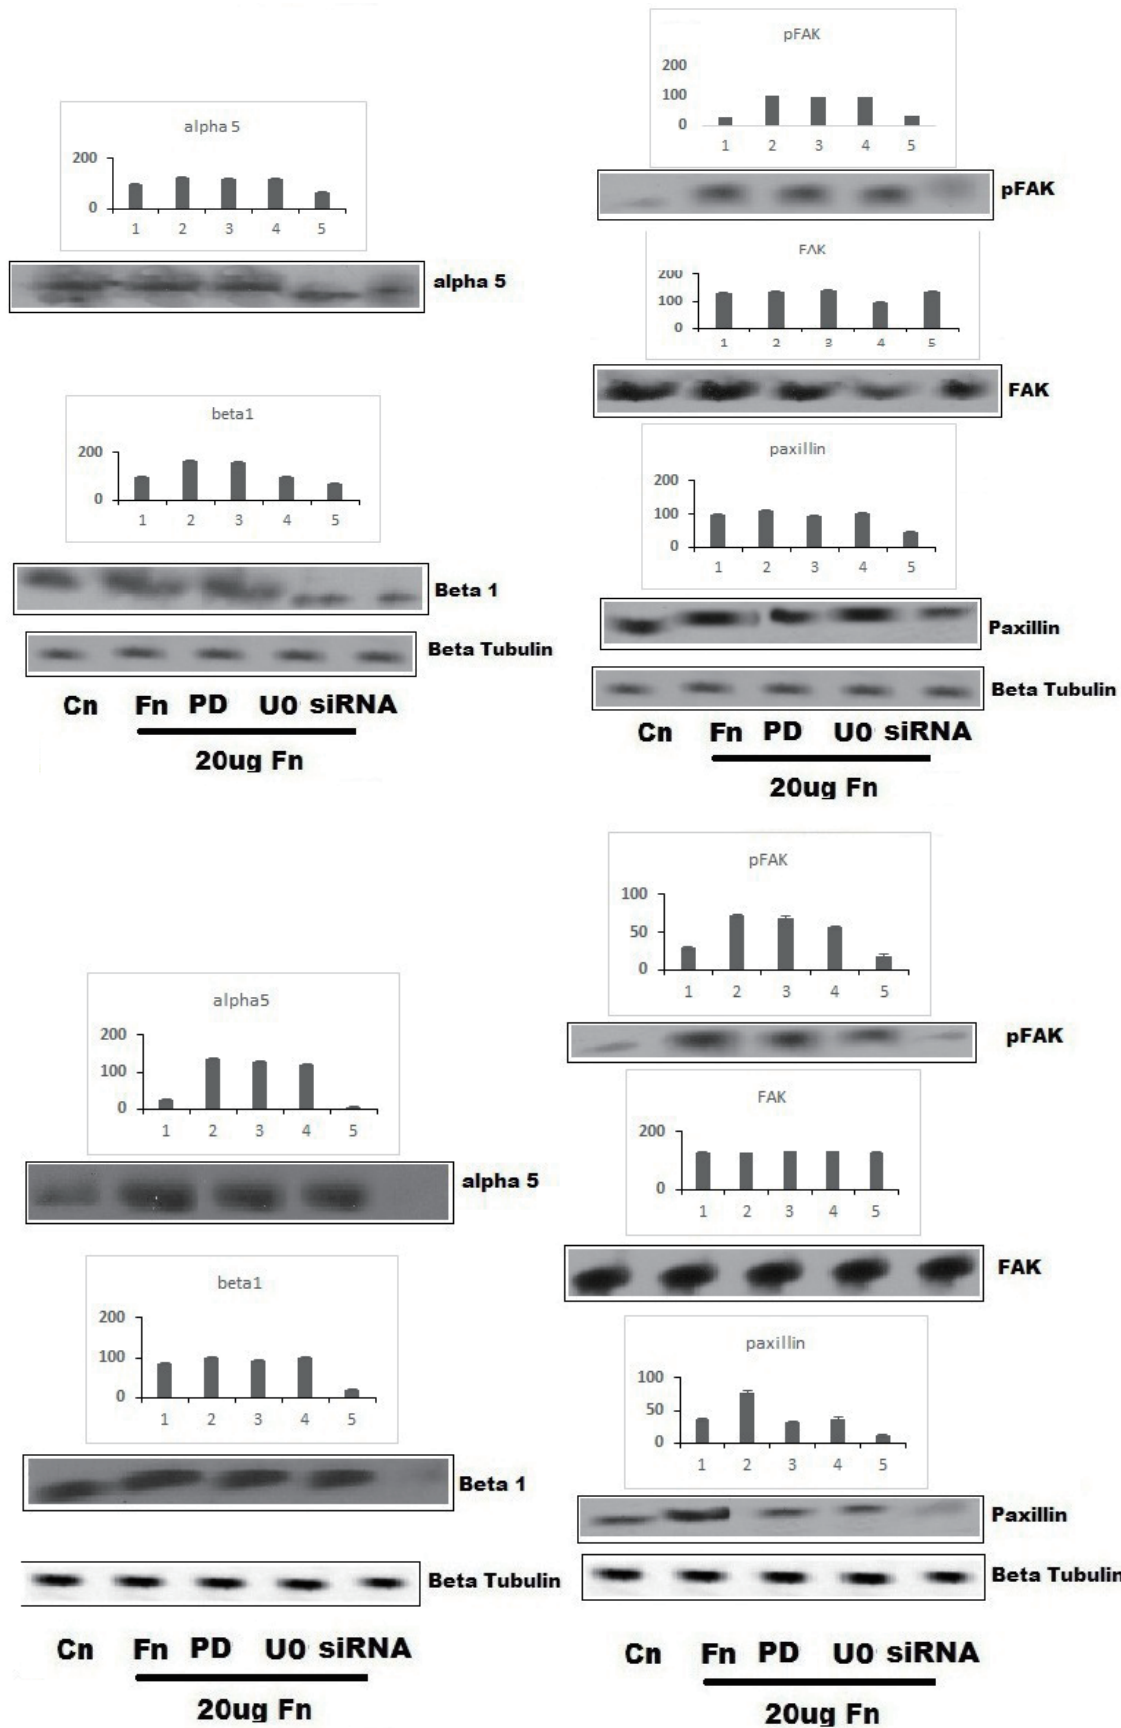 alpha 5
200
0
1 2 3 4 5
alpha 5
beta1
200
0
1 2 3 4 5
Beta 1
Beta Tubulin
Cn Fn PD U0 siRNA
20ug Fn
pFAK
200
100
0
1 2 3 4 5
pFAK
FAK
200
100
0
1 2 3 4 5
FAK
paxillin
200
100
0
1 2 3 4 5
Paxillin
Beta Tubulin
Cn Fn PD U0 siRNA
20ug Fn
alpha5
200
100
0
1 2 3 4 5
alpha 5
beta1
200
100
0
1 2 3 4 5
Beta 1
Beta Tubulin
Cn Fn PD U0 siRNA
20ug Fn
pFAK
100
50
0
1 2 3 4 5
pFAK
FAK
200
100
0
1 2 3 4 5
FAK
paxillin
100
50
0
1 2 3 4 5
Paxillin
Beta Tubulin
Cn Fn PD U0 siRNA
20ug Fn